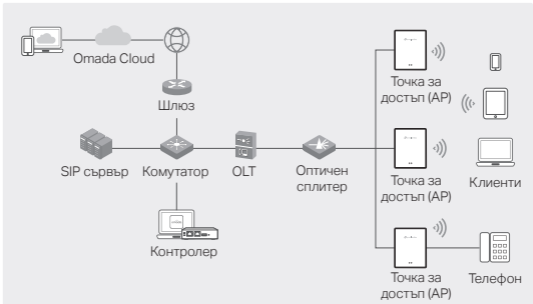 Omada Cloud
Шлюз
SIP сървър
Комутатор
OLT
Оптичен
сплитер
Контролер
Точка за
достъп (AP)
Точка за
достъп (AP)
Точка за
достъп (AP)
Клиенти
Телефон